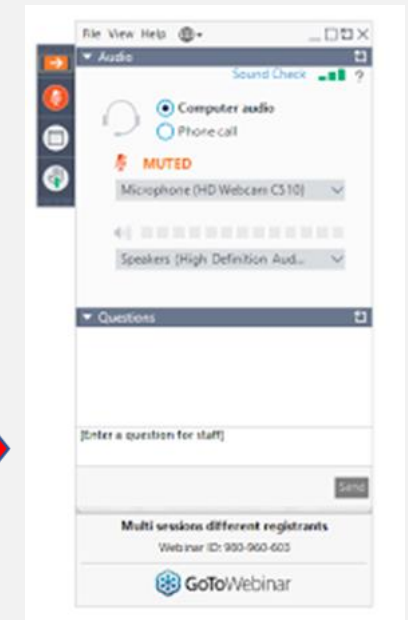 File View Help
Audio
Sound Check ?
Computer audio
Phone call
MUTED
Microphone (HD Webcam C510)
Speakers (High Definition Aud...
Questions
[Enter a question for staff]
Send
Multi sessions different registrants
Webinar ID: 980-960-603
GoToWebinar